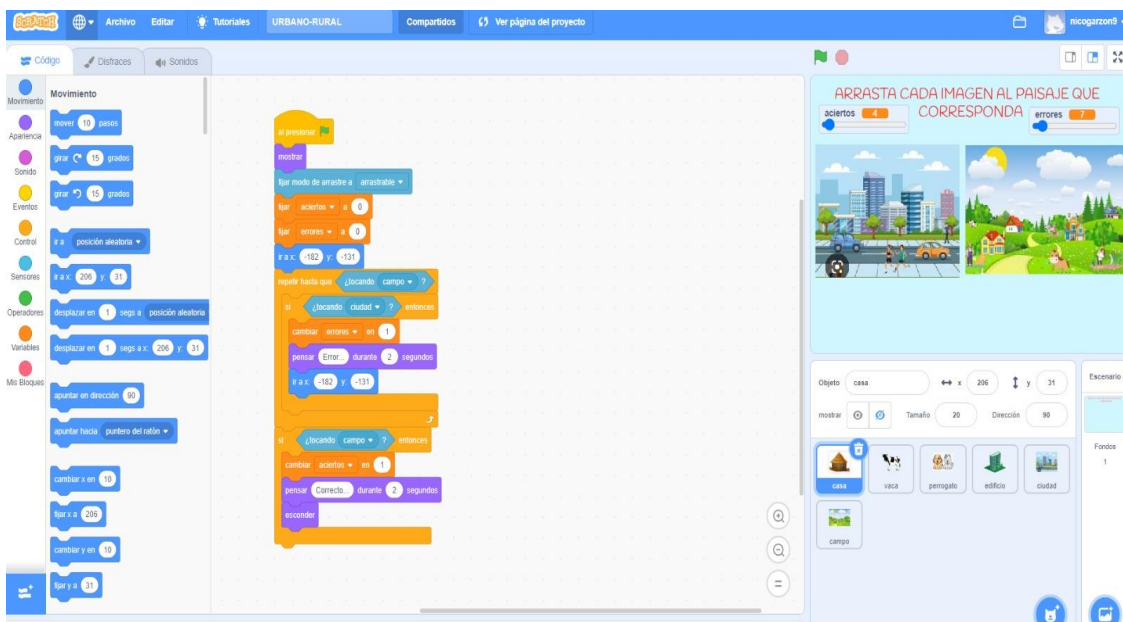 SCRATCH
Archivo
Editar
Tutoriales
URBANO-RURAL
Compartidos
Ver página del proyecto
nicogarzon9
Código
Disfraces
Sonidos
Movimiento
Apariencia
Sonido
Eventos
Control
Sensores
Operadores
Variables
Mis Bloques
Movimiento
mover 10 pasos
girar 15 grados
girar 15 grados
ir a posición aleatoria
ir a x: 206 y: 31
desplazar en 1 segs a posición aleatoria
desplazar en 1 segs a x: 206 y: 31
apuntar en dirección 90
apuntar hacia puntero del ratón
cambiar x en 10
fijar x a 206
cambiar y en 10
fijar y a 31
al presionar
mostrar
fijar modo de arrastre a arrastrable
fijar aciertos a 0
fijar errores a 0
ir a x: -182 y: -131
repetir hasta que ¿tocando campo ?
si ¿tocando ciudad ? entonces
cambiar errores en 1
pensar Error... durante 2 segundos
ir a x: -182 y: -131
si ¿tocando campo ? entonces
cambiar aciertos en 1
pensar Correcto... durante 2 segundos
esconder
ARRASTA CADA IMAGEN AL PAISAJE QUE
CORRESPONDA
aciertos 4
errores 7
Objeto casa x 206 y 31
mostrar Tamaño 20 Dirección 90
casa
vaca
perrogato
edificio
ciudad
campo
Escenario
Fondos
1